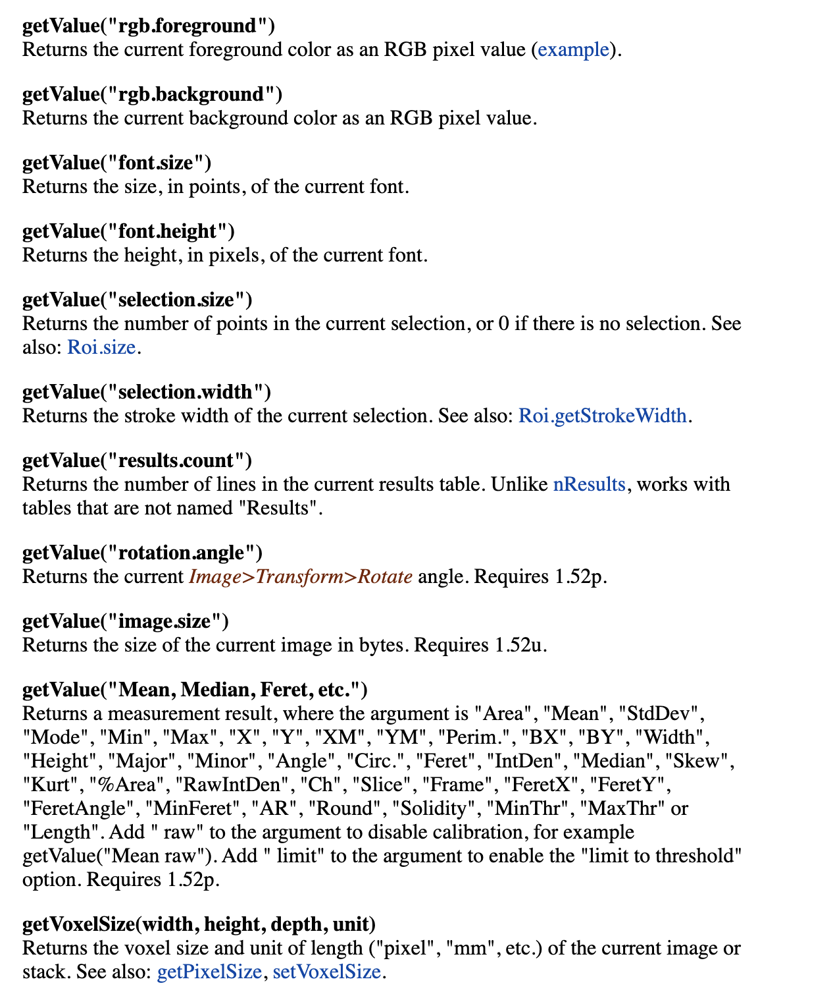 getValue("rgb.foreground")
Returns the current foreground color as an RGB pixel value (example).
getValue("rgb.background")
Returns the current background color as an RGB pixel value.
getValue("font.size")
Returns the size, in points, of the current font.
getValue("font.height")
Returns the height, in pixels, of the current font.
getValue("selection.size")
Returns the number of points in the current selection, or 0 if there is no selection. See
also: Roi.size.
getValue("selection.width")
Returns the stroke width of the current selection. See also: Roi.getStrokeWidth.
getValue("results.count")
Returns the number of lines in the current results table. Unlike nResults, works with
tables that are not named "Results".
getValue("rotation.angle")
Returns the current Image>Transform>Rotate angle. Requires 1.52p.
getValue("image.size")
Returns the size of the current image in bytes. Requires 1.52u.
getValue("Mean, Median, Feret, etc.")
Returns a measurement result, where the argument is "Area", "Mean", "StdDev",
"Mode", "Min", "Max", "X", "Y", "XM", "YM", "Perim.", "BX", "BY", "Width",
"Height", "Major", "Minor", "Angle", "Circ.", "Feret", "IntDen", "Median", "Skew",
"Kurt", "%Area", "RawIntDen", "Ch", "Slice", "Frame", "FeretX", "FeretY",
"FeretAngle", "MinFeret", "AR", "Round", "Solidity", "MinThr", "MaxThr" or
"Length". Add " raw" to the argument to disable calibration, for example
getValue("Mean raw"). Add " limit" to the argument to enable the "limit to threshold"
option. Requires 1.52p.
getVoxelSize(width, height, depth, unit)
Returns the voxel size and unit of length ("pixel", "mm", etc.) of the current image or
stack. See also: getPixelSize, setVoxelSize.